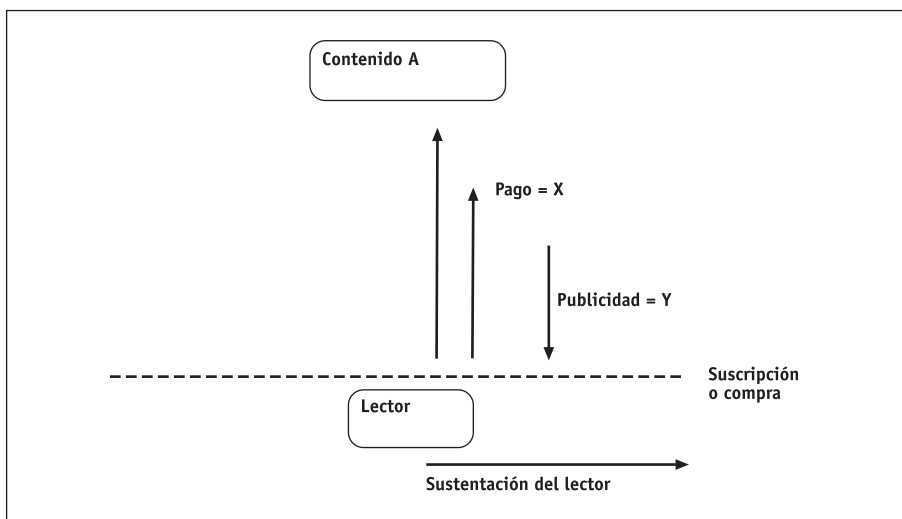 Contenido A
Pago = X
Publicidad = Y
Suscripción
o compra
Lector
Sustentación del lector